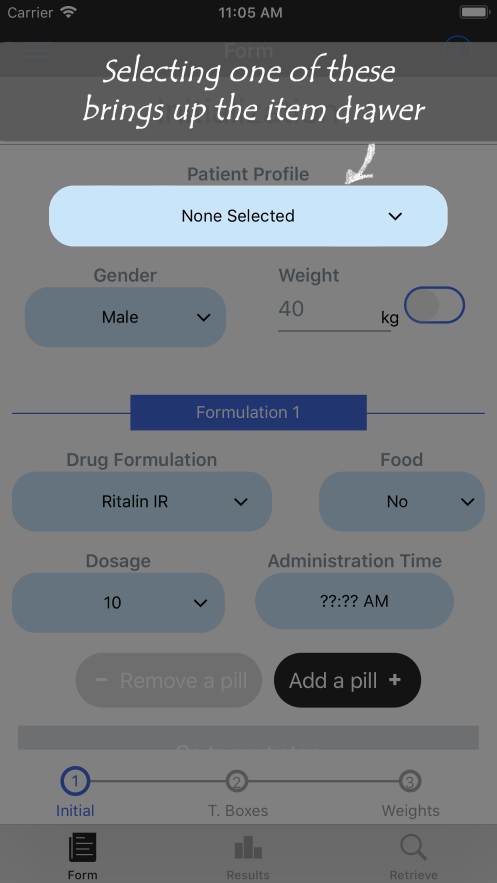 Carrier 11:05 AM
Form
Selecting one of these
brings up the item drawer
Patient Profile
None Selected
Gender Weight
Male 40 kg
Formulation 1
Drug Formulation Food
Ritalin IR No
Dosage Administration Time
10 ??:?? AM
− Remove a pill Add a pill +
1 2 3
Initial T. Boxes Weights
Form Results Retrieve